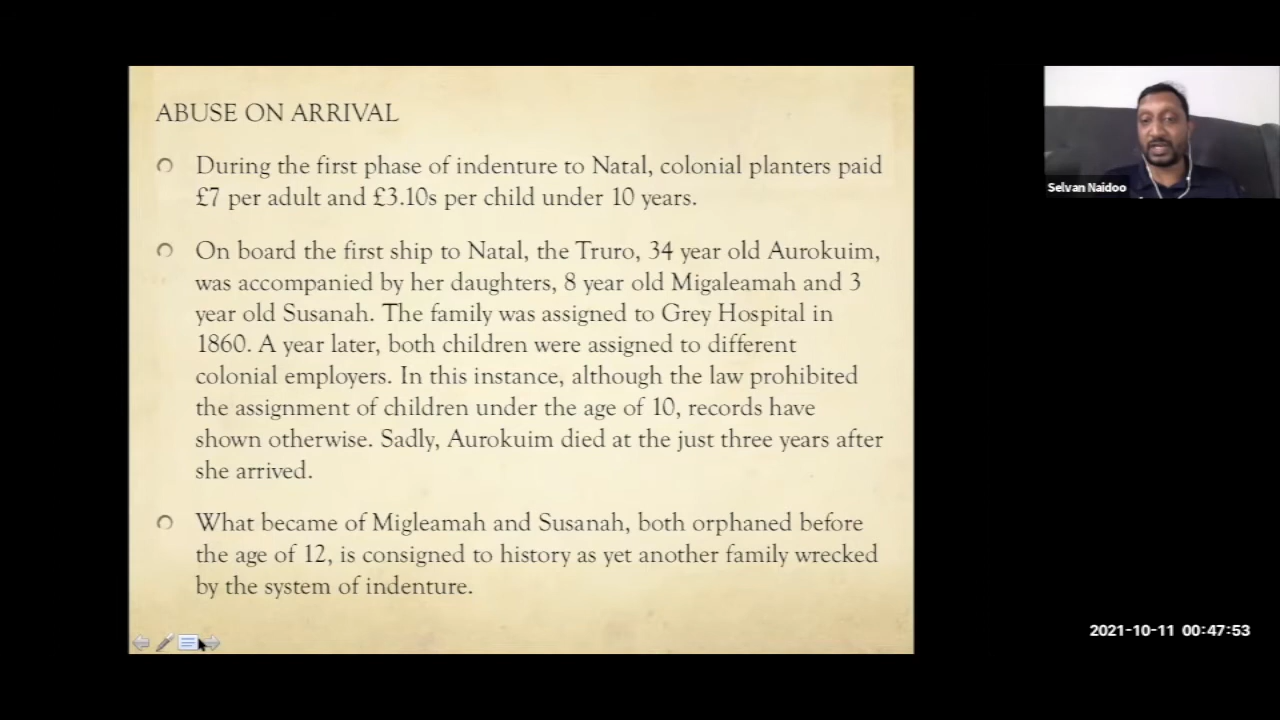 ABUSE ON ARRIVAL
During the first phase of indenture to Natal, colonial planters paid
£7 per adult and £3.10s per child under 10 years.
On board the first ship to Natal, the Truro, 34 year old Aurokuim,
was accompanied by her daughters, 8 year old Migaleamah and 3
year old Susanah. The family was assigned to Grey Hospital in
1860. A year later, both children were assigned to different
colonial employers. In this instance, although the law prohibited
the assignment of children under the age of 10, records have
shown otherwise. Sadly, Aurokuim died at the just three years after
she arrived.
What became of Migleamah and Susanah, both orphaned before
the age of 12, is consigned to history as yet another family wrecked
by the system of indenture.
Selvan Naidoo
2021-10-11 00:47:53